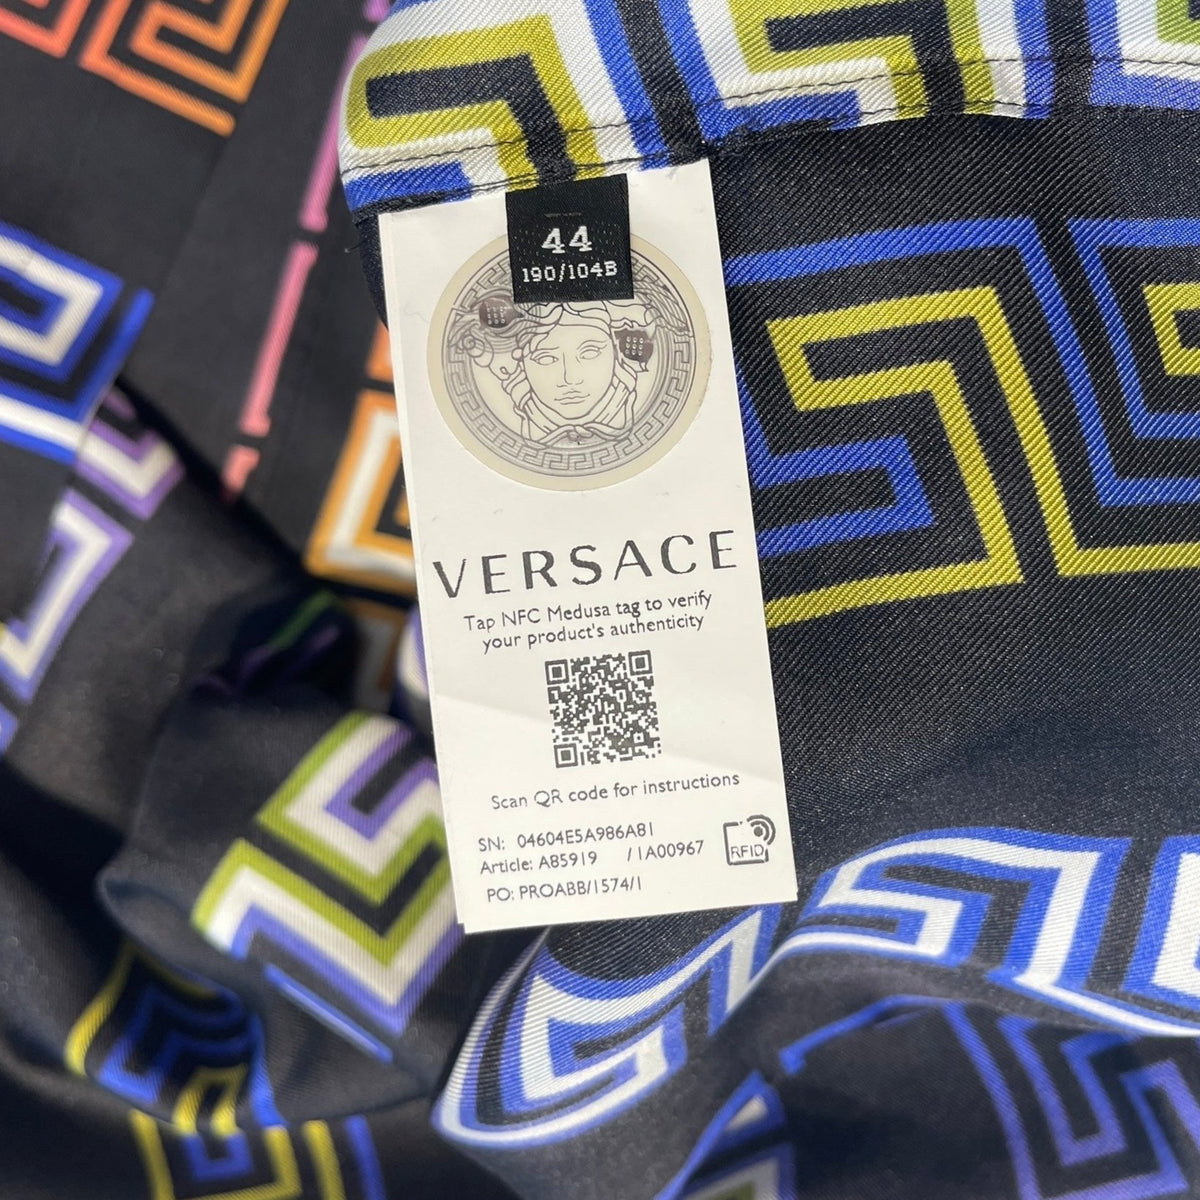 44
190/104B
VERSACE
Tap NFC Medusa tag to verify
your product's authenticity
Scan QR code for instructions
SN: 04604E5A986A81
Article: A85919 /1A00967
RFID
PO: PROABB/1574/1